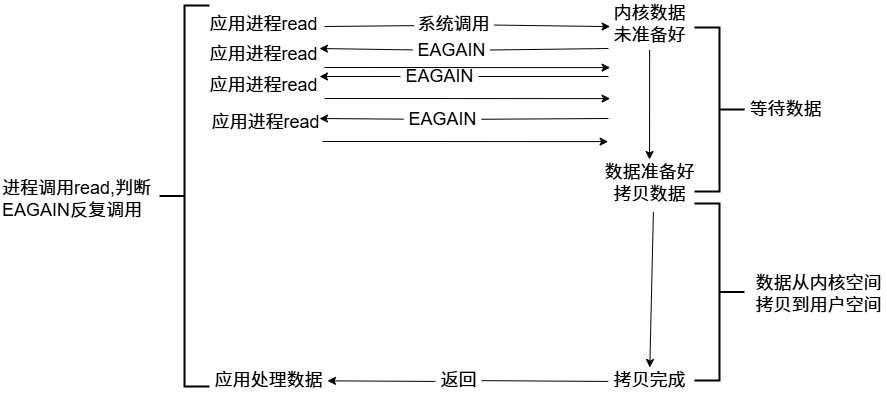 应用进程read
系统调用
内核数据
未准备好
应用进程read
EAGAIN
应用进程read
EAGAIN
等待数据
应用进程read
EAGAIN
数据准备好
拷贝数据
进程调用read,判断
EAGAIN反复调用
数据从内核空间
拷贝到用户空间
应用处理数据
返回
拷贝完成